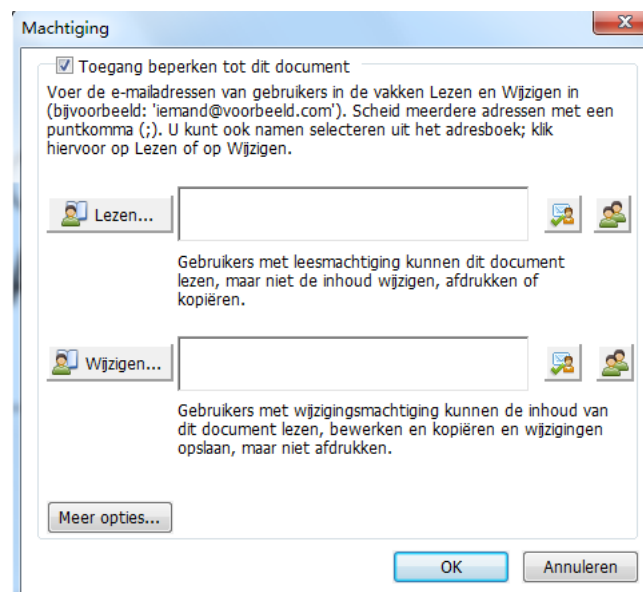 Machtiging
Toegang beperken tot dit document
Voer de e-mailadressen van gebruikers in de vakken Lezen en Wijzigen in
(bijvoorbeeld: 'iemand@voorbeeld.com'). Scheid meerdere adressen met een
puntkomma (;). U kunt ook namen selecteren uit het adresboek; klik
hiervoor op Lezen of op Wijzigen.
Lezen...
Gebruikers met leesmachtiging kunnen dit document
lezen, maar niet de inhoud wijzigen, afdrukken of
kopiëren.
Wijzigen...
Gebruikers met wijzigingsmachtiging kunnen de inhoud van
dit document lezen, bewerken en kopiëren en wijzigingen
opslaan, maar niet afdrukken.
Meer opties...
OK Annuleren